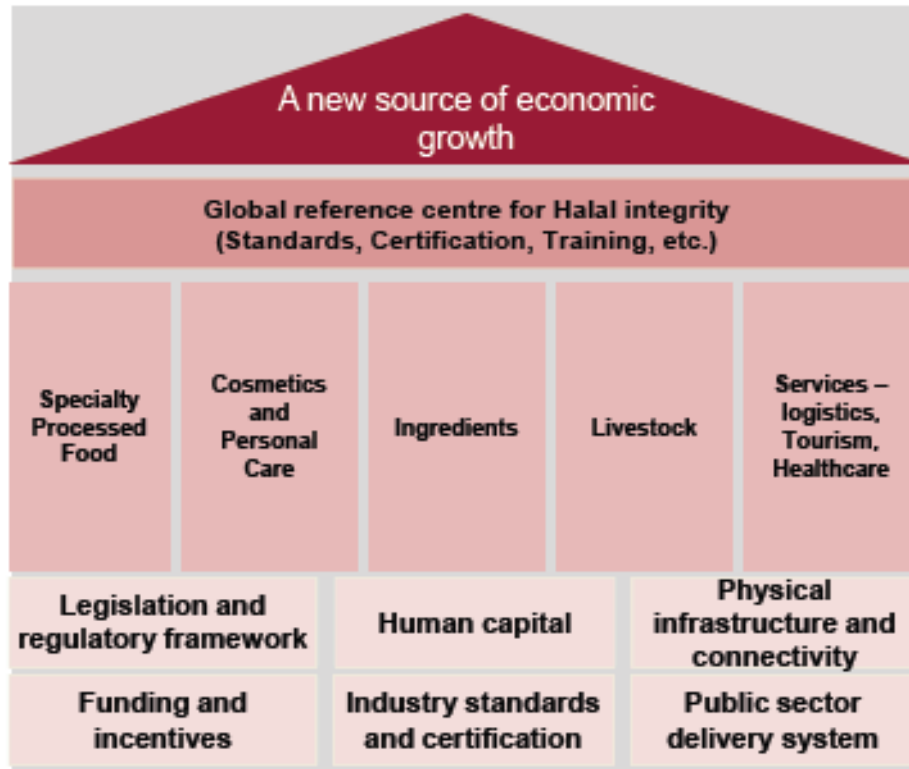 A new source of economic
growth
Global reference centre for Halal integrity
(Standards, Certification, Training, etc.)
Specialty
Processed
Food
Cosmetics
and
Personal
Care
Ingredients
Livestock
Services –
logistics,
Tourism,
Healthcare
Legislation and
regulatory framework
Human capital
Physical
infrastructure and
connectivity
Funding and
incentives
Industry standards
and certification
Public sector
delivery system